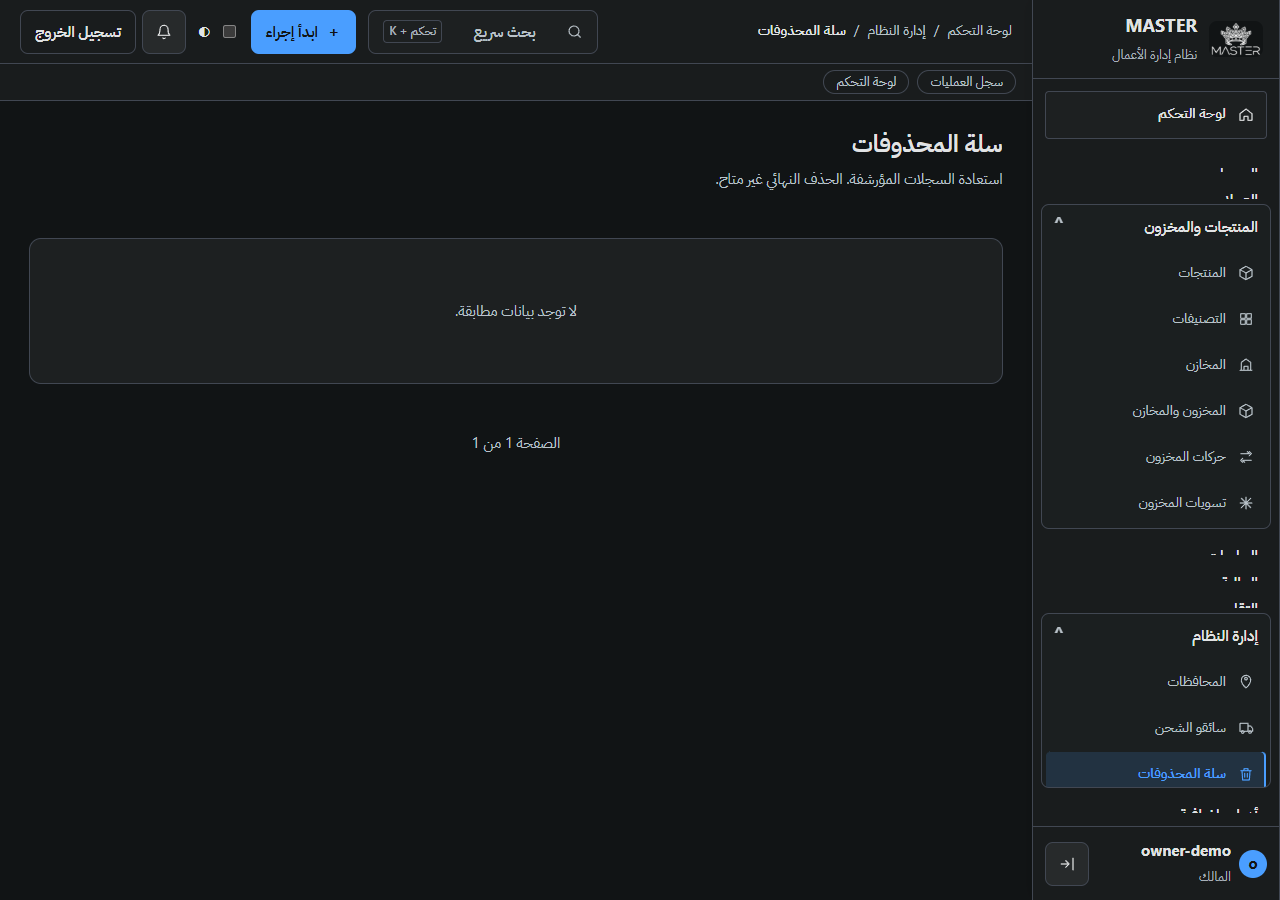 MASTER
نظام إدارة الأعمال
MASTER
لوحة التحكم / إدارة النظام / سلة المحذوفات
بحث سريع
تحكم + K
+ ابدأ إجراء
تسجيل الخروج
سجل العمليات
لوحة التحكم
سلة المحذوفات
استعادة السجلات المؤرشفة. الحذف النهائي غير متاح.
لا توجد بيانات مطابقة.
الصفحة 1 من 1
لوحة التحكم
المنتجات والمخزون
المنتجات
التصنيفات
المخازن
المخزون والمخازن
حركات المخزون
تسويات المخزون
إدارة النظام
المحافظات
سائقو الشحن
سلة المحذوفات
o
owner-demo
المالك